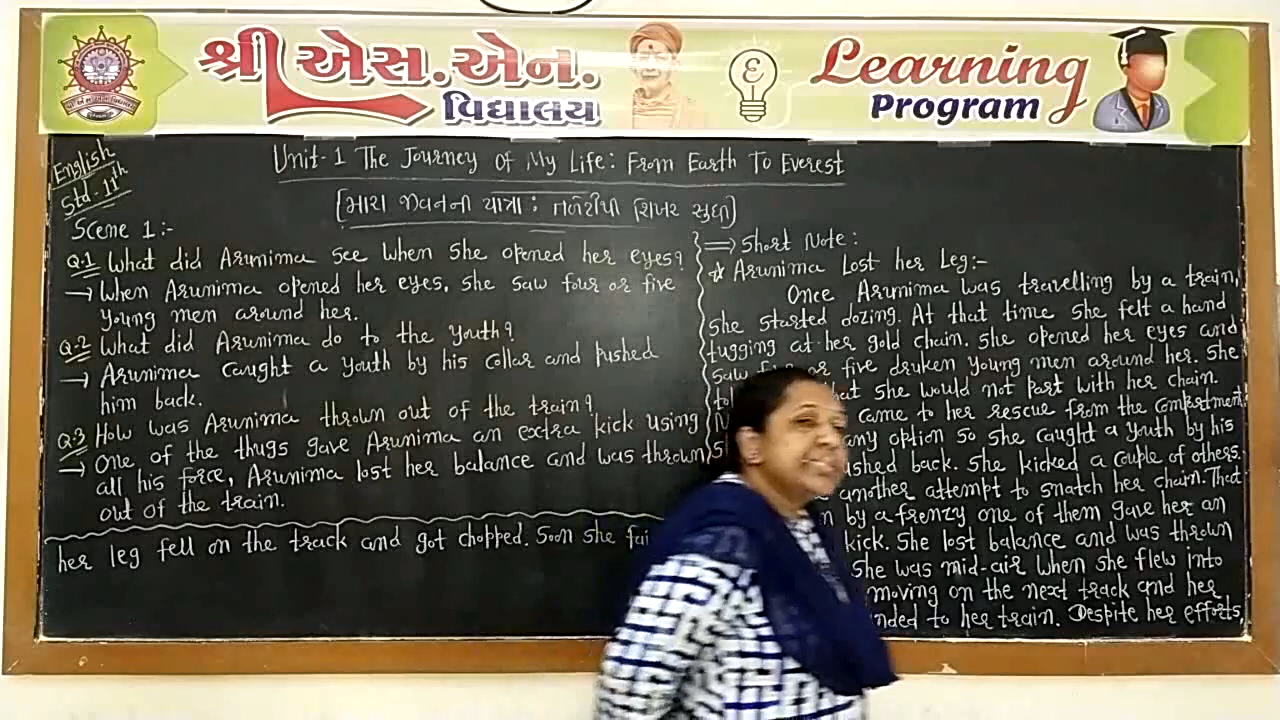 શ્રી એસ.એન.
વિદ્યાલય
Learning
Program
English
Std-11th
Unit-1 The Journey Of My Life: From Earth To Everest
[મારા જીવનની યાત્રા: તળેટીથી શિખર સુધી]
Scene 1:-
Q.1 What did Arunima see when she opened her eyes?
→ When Arunima opened her eyes, she saw four or five
young men around her.
Q.2 What did Arunima do to the youth?
→ Arunima caught a youth by his collar and pushed
him back.
Q.3 How was Arunima thrown out of the train?
→ One of the thugs gave Arunima an extra kick using
all his force, Arunima lost her balance and was thrown
out of the train.
⇒ Short Note:
☆ Arunima Lost her Leg:-
Once Arunima was travelling by a train,
she started dozing. At that time she felt a hand
tugging at her gold chain. She opened her eyes and
saw or five druken young men around her. She
that she would not part with her chain.
came to her rescue from the compartment.
any option so she caught a youth by his
pushed back. She kicked a couple of others.
another attempt to snatch her chain. That
by a frenzy one of them gave her an
kick. She lost balance and was thrown
She was mid-air when she flew into
moving on the next track and her
to her train. Despite her efforts,
her leg fell on the track and got chopped. Soon she